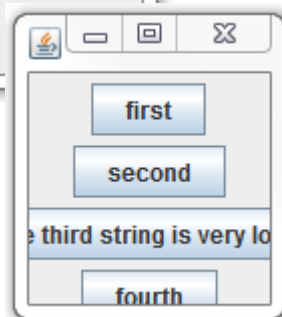 first
second
e third string is very lo
fourth